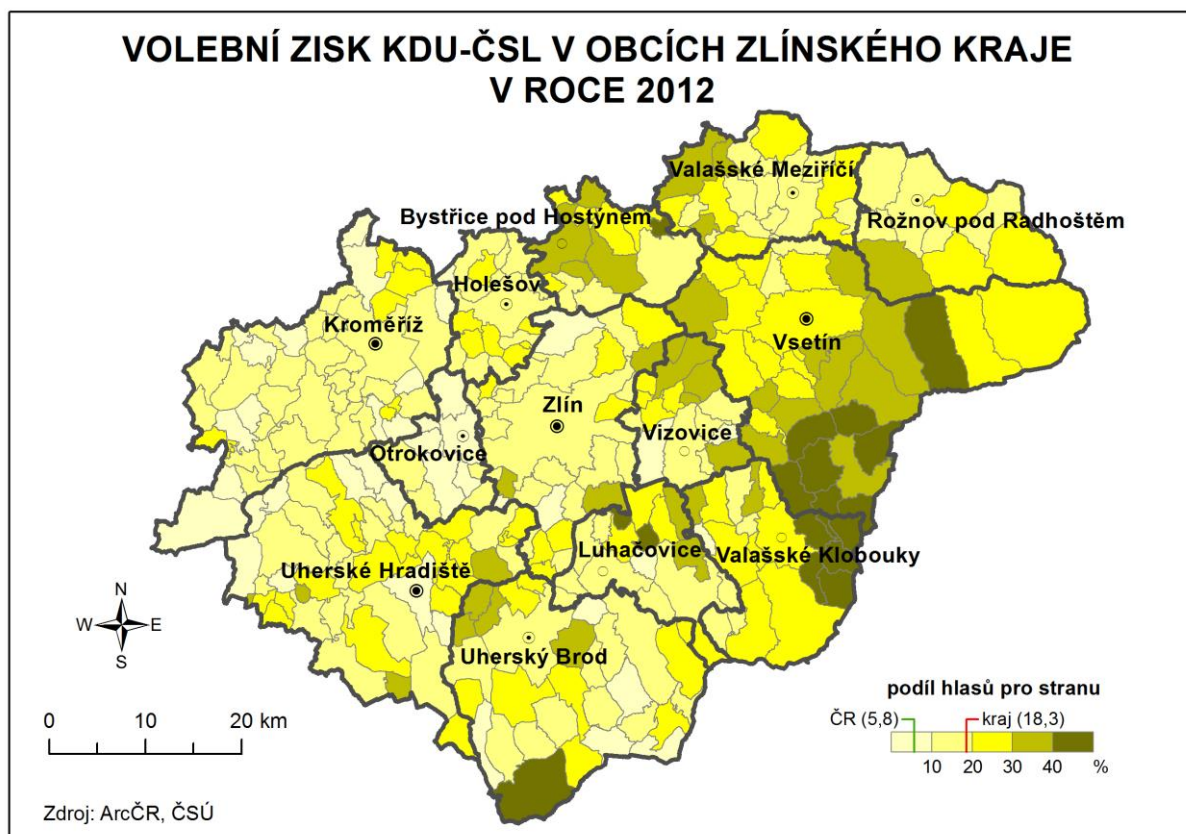 VOLEBNÍ ZISK KDU-ČSL V OBCÍCH ZLÍNSKÉHO KRAJE
V ROCE 2012
Valašské Meziříčí
Bystřice pod Hostýnem
Rožnov pod Radhoštěm
Holešov
Kroměříž
Vsetín
Zlín
Vizovice
Otrokovice
Luhačovice
Valašské Klobouky
Uherské Hradiště
N
W E
S
Uherský Brod
podíl hlasů pro stranu
0 10 20 km
ČR (5,8) kraj (18,3)
10 20 30 40 %
Zdroj: ArcČR, ČSÚ